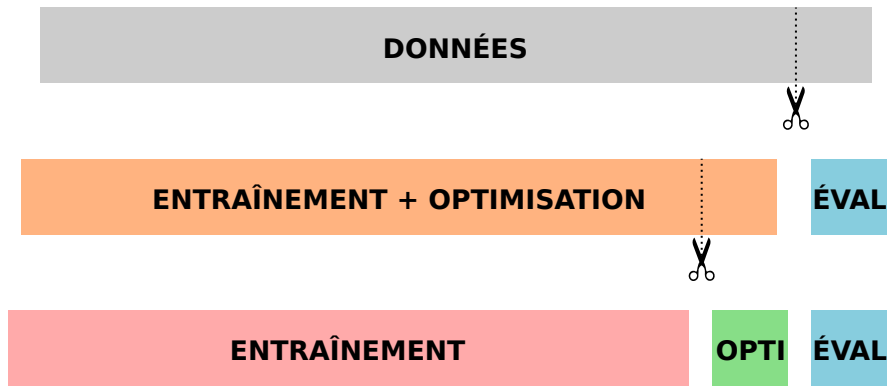 DONNÉES
ENTRAÎNEMENT + OPTIMISATION
ÉVAL
ENTRAÎNEMENT
OPTI
ÉVAL